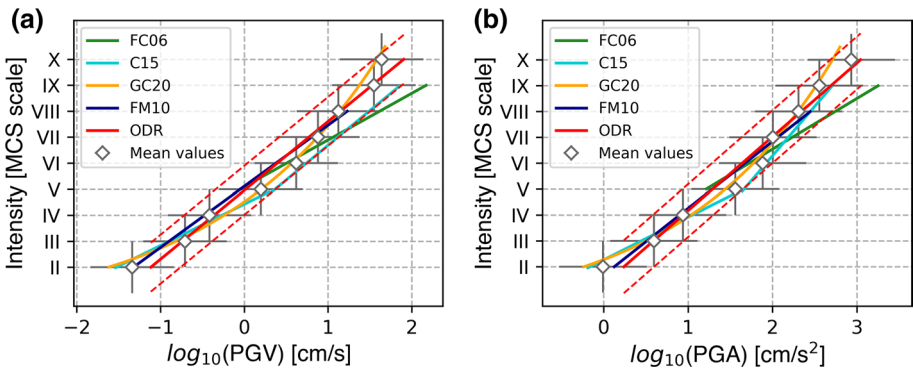 (a)
FC06
C15
GC20
FM10
ODR
Mean values
Intensity [MCS scale]
X
IX
VIII
VII
VI
V
IV
III
II
−2 −1 0 1 2
log₁₀(PGV) [cm/s]
(b)
FC06
C15
GC20
FM10
ODR
Mean values
Intensity [MCS scale]
X
IX
VIII
VII
VI
V
IV
III
II
0 1 2 3
log₁₀(PGA) [cm/s²]